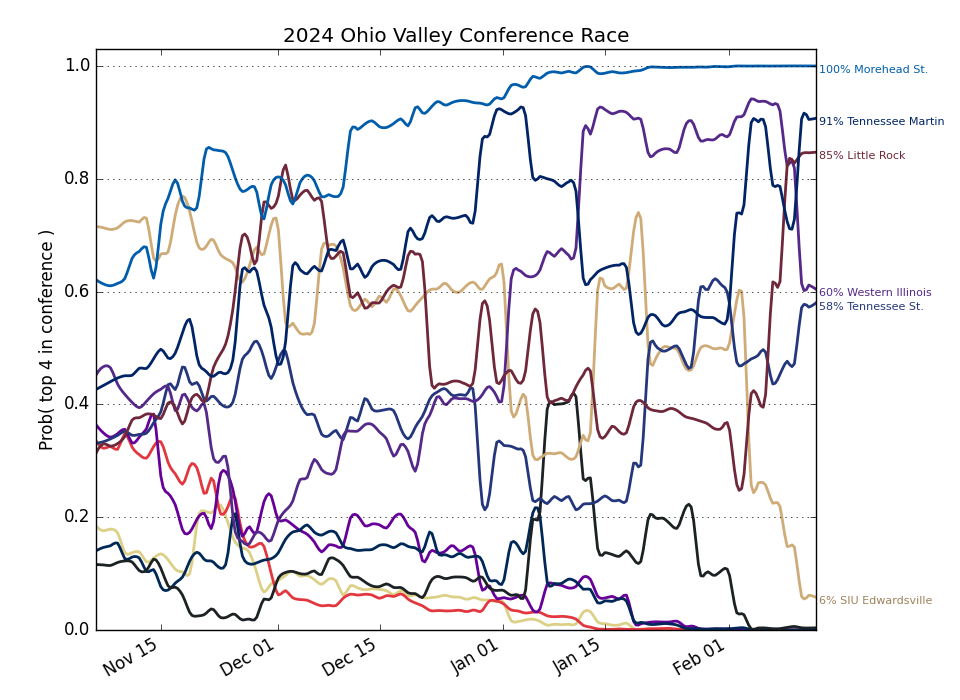 2024 Ohio Valley Conference Race
Prob( top 4 in conference )
1.0
0.8
0.6
0.4
0.2
0.0
Nov 15
Dec 01
Dec 15
Jan 01
Jan 15
Feb 01
100% Morehead St.
91% Tennessee Martin
85% Little Rock
60% Western Illinois
58% Tennessee St.
6% SIU Edwardsville